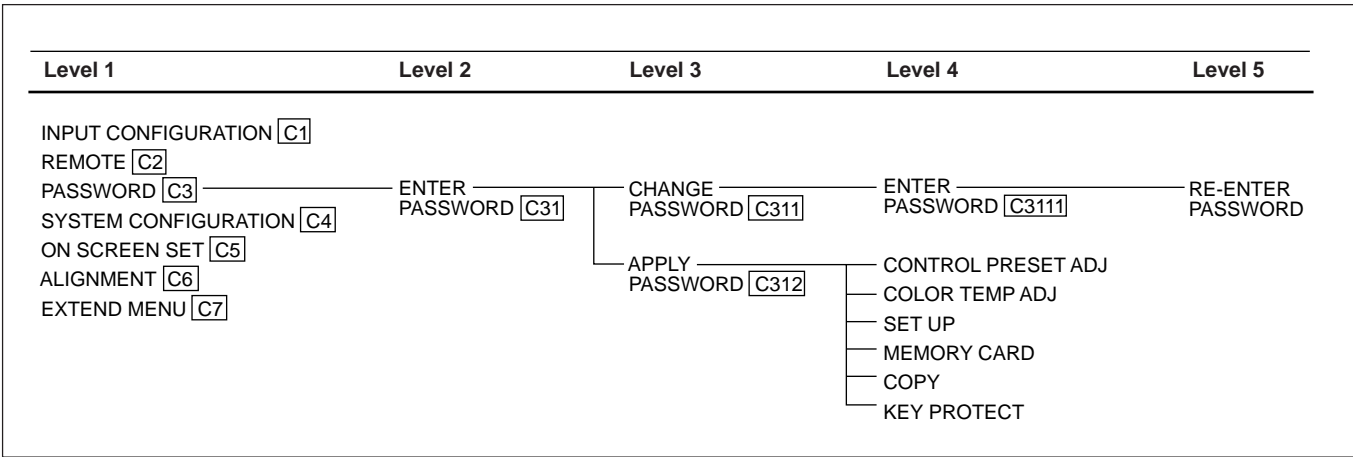 Level 1 Level 2 Level 3 Level 4 Level 5
INPUT CONFIGURATION C1
REMOTE C2
PASSWORD C3
SYSTEM CONFIGURATION C4
ON SCREEN SET C5
ALIGNMENT C6
EXTEND MENU C7
ENTER
PASSWORD C31
CHANGE
PASSWORD C311
APPLY
PASSWORD C312
ENTER
PASSWORD C3111
CONTROL PRESET ADJ
COLOR TEMP ADJ
SET UP
MEMORY CARD
COPY
KEY PROTECT
RE-ENTER
PASSWORD